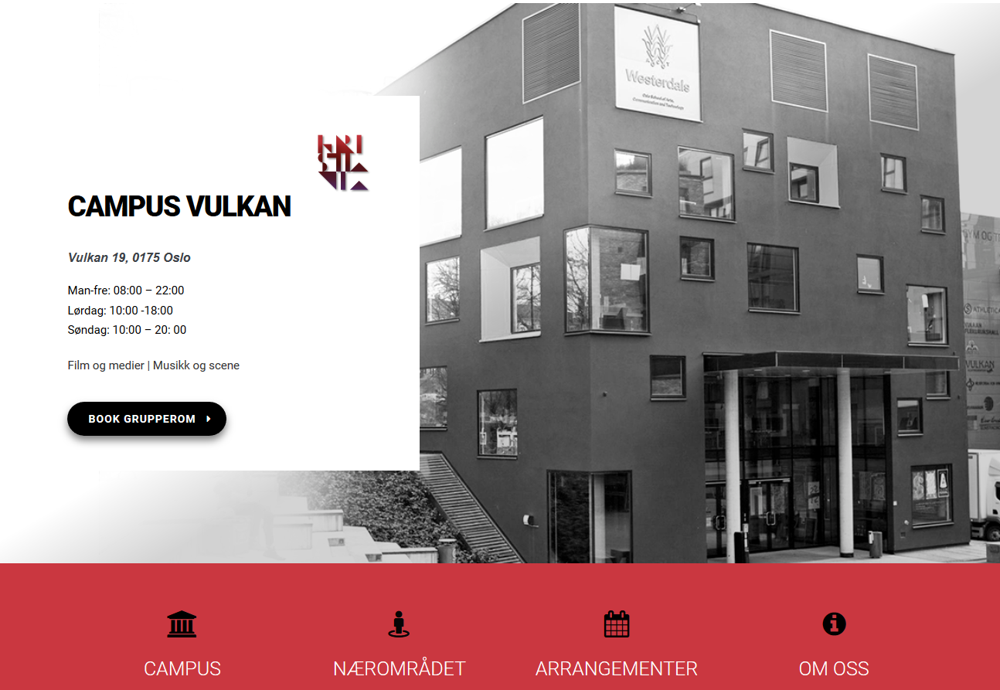 Westerdals
Oslo School of Arts,
Communication and Technology
CAMPUS VULKAN
Vulkan 19, 0175 Oslo
Man-fre: 08:00 – 22:00
Lørdag: 10:00 -18:00
Søndag: 10:00 – 20: 00
Film og medier | Musikk og scene
BOOK GRUPPEROM
GYM OG
ATHLETICA
VULKAN
CAMPUS
NÆROMRÅDET
ARRANGEMENTER
OM OSS